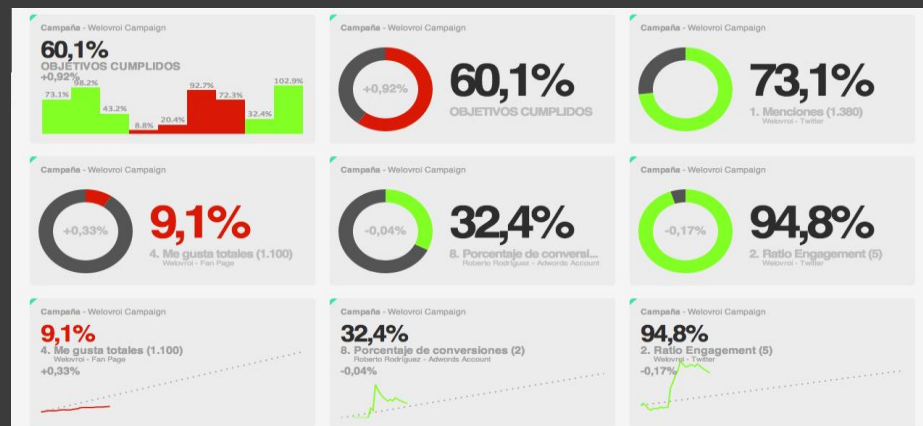 Campaña - Welovroi Campaign
60,1%
OBJETIVOS CUMPLIDOS
+0,92%
73.1%
98.2%
43.2%
8.8%
20.4%
92.7%
72.3%
32.4%
102.9%
Campaña - Welovroi Campaign
+0,92%
60,1%
OBJETIVOS CUMPLIDOS
Campaña - Welovroi Campaign
73,1%
1. Menciones (1.380)
Welovroi - Twitter
Campaña - Welovroi Campaign
+0,33%
9,1%
4. Me gusta totales (1.100)
Welovroi - Fan Page
Campaña - Welovroi Campaign
-0,04%
32,4%
8. Porcentaje de conversi...
Roberto Rodriguez - Adwords Account
Campaña - Welovroi Campaign
-0,17%
94,8%
2. Ratio Engagement (5)
Welovroi - Twitter
Campaña - Welovroi Campaign
9,1%
4. Me gusta totales (1.100)
Welovroi - Fan Page
+0,33%
Campaña - Welovroi Campaign
32,4%
8. Porcentaje de conversiones (2)
Roberto Rodriguez - Adwords Account
-0,04%
Campaña - Welovroi Campaign
94,8%
2. Ratio Engagement (5)
Welovroi - Twitter
-0,17%